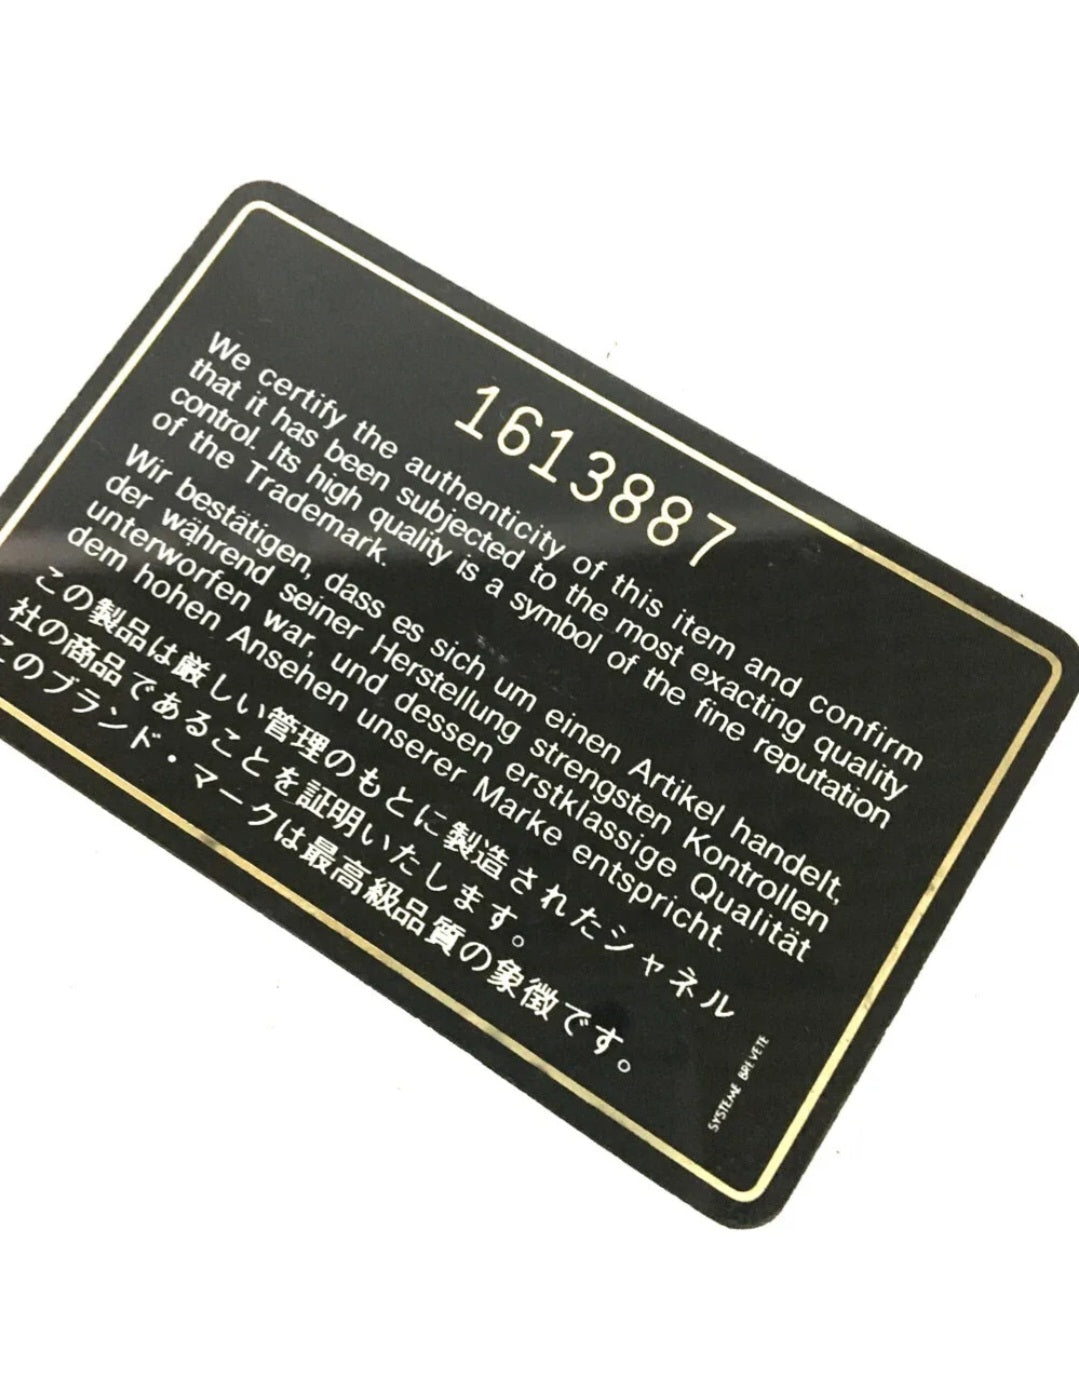 1613887
We certify the authenticity of this item and confirm
that it has been subjected to the most exacting quality
control. Its high quality is a symbol of the fine reputation
of the Trademark.
Wir bestätigen, dass es sich um einen Artikel handelt,
der während seiner Herstellung strengsten Kontrollen
unterworfen war, und dessen erstklassige Qualität
dem hohen Ansehen unserer Marke entspricht.
この製品は厳しい管理のもとに製造されたシャネル
社の商品であることを証明いたします。
このブランド・マークは最高級品質の象徴です。
SYSTEME BREVETE